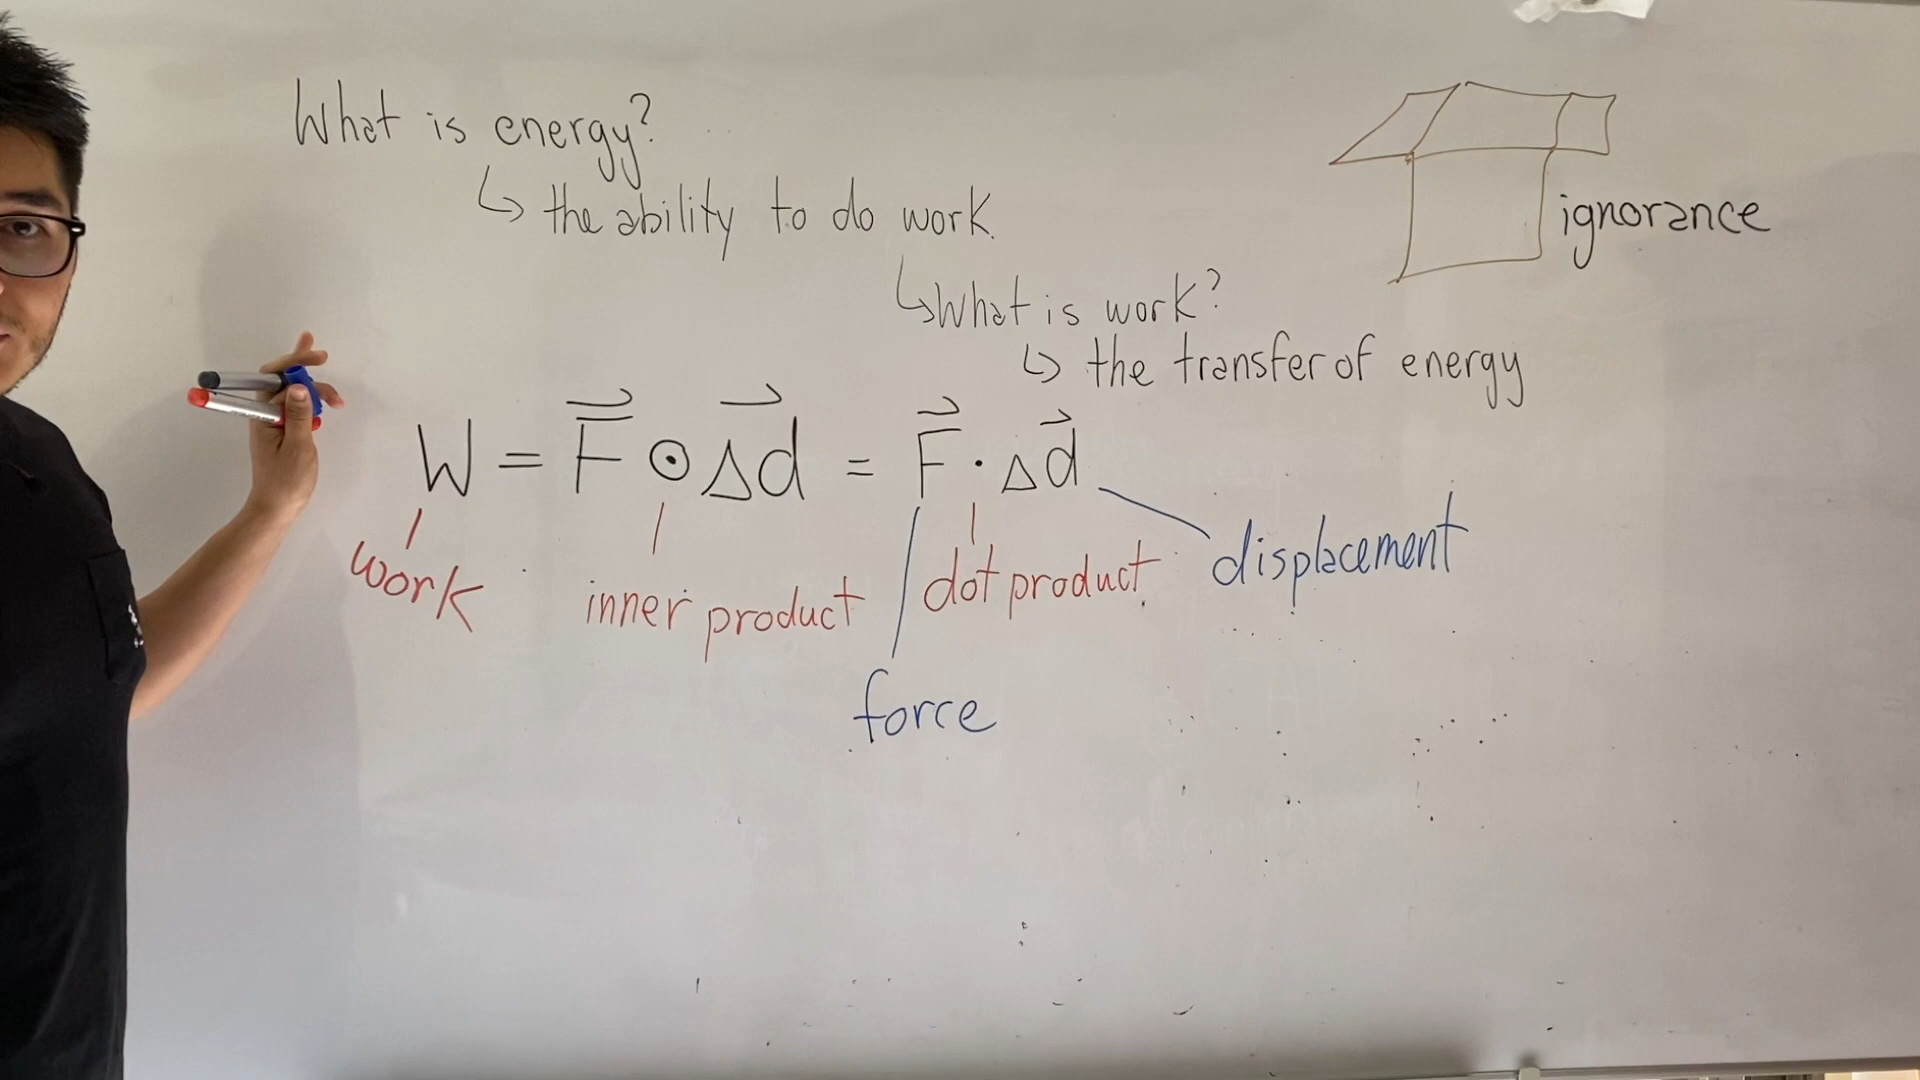 What is energy?
↳ the ability to do work.
ignorance
↳ What is work?
↳ the transfer of energy
W = F⃗ ⊙ Δd⃗ = F⃗ · Δd⃗
work
inner product
dot product
displacement
force